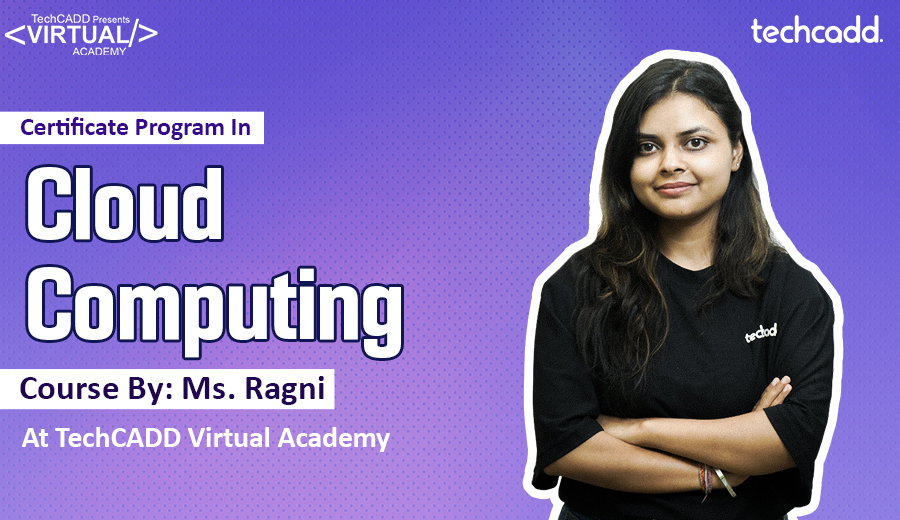 TechCADD Presents
<VIRTUAL/>
ACADEMY
techcadd.
Certificate Program In
Cloud
Computing
Course By: Ms. Ragni
At TechCADD Virtual Academy
techcadd